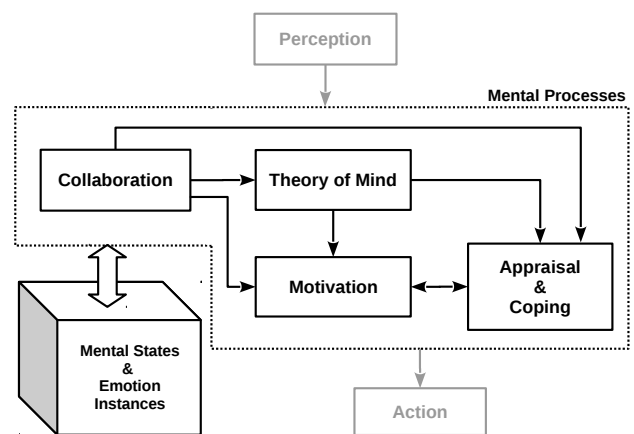 Perception
Mental Processes
Collaboration
Theory of Mind
Motivation
Appraisal
&
Coping
Mental States
&
Emotion
Instances
Action